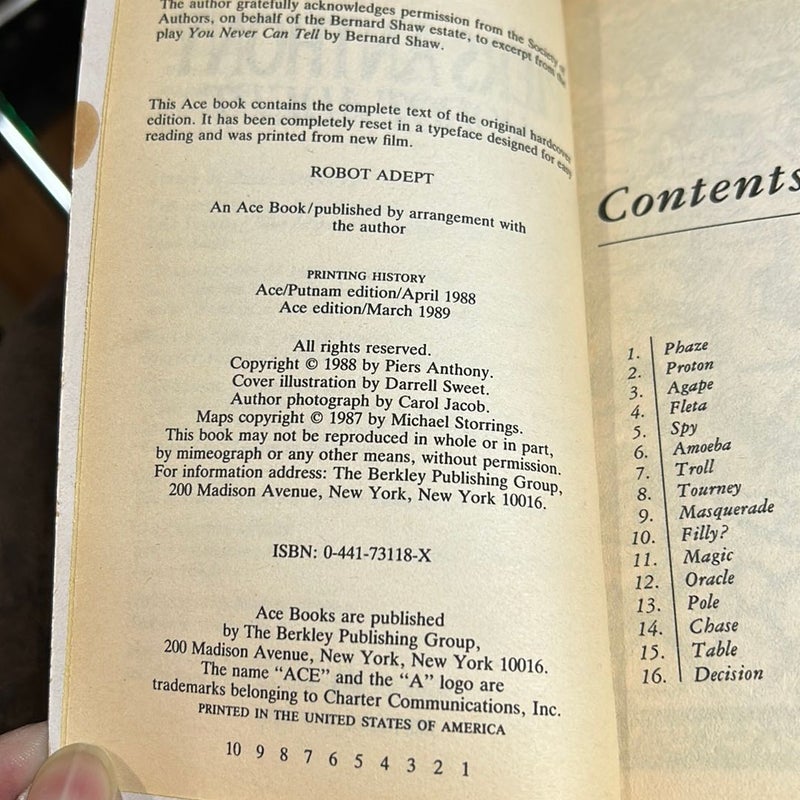 The author gratefully acknowledges permission from the Society of
Authors, on behalf of the Bernard Shaw estate, to excerpt from the
play You Never Can Tell by Bernard Shaw.
This Ace book contains the complete text of the original hardcover
edition. It has been completely reset in a typeface designed for easy
reading and was printed from new film.
ROBOT ADEPT
An Ace Book/published by arrangement with
the author
PRINTING HISTORY
Ace/Putnam edition/April 1988
Ace edition/March 1989
All rights reserved.
Copyright © 1988 by Piers Anthony.
Cover illustration by Darrell Sweet.
Author photograph by Carol Jacob.
Maps copyright © 1987 by Michael Storrings.
This book may not be reproduced in whole or in part,
by mimeograph or any other means, without permission.
For information address: The Berkley Publishing Group,
200 Madison Avenue, New York, New York 10016.
ISBN: 0-441-73118-X
Ace Books are published
by The Berkley Publishing Group,
200 Madison Avenue, New York, New York 10016.
The name “ACE” and the “A” logo are
trademarks belonging to Charter Communications, Inc.
PRINTED IN THE UNITED STATES OF AMERICA
10 9 8 7 6 5 4 3 2 1
Contents
1. Phaze
2. Proton
3. Agape
4. Fleta
5. Spy
6. Amoeba
7. Troll
8. Tourney
9. Masquerade
10. Filly?
11. Magic
12. Oracle
13. Pole
14. Chase
15. Table
16. Decision